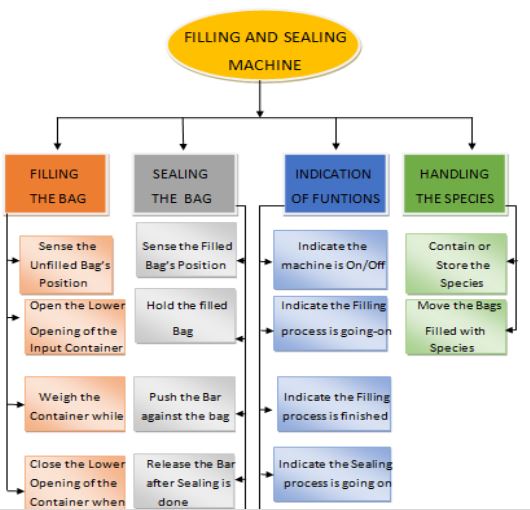 FILLING AND SEALING
MACHINE
FILLING
THE BAG
SEALING
THE BAG
INDICATION
OF FUNTIONS
HANDLING
THE SPECIES
Sense the
Unfilled Bag's
Position
Open the Lower
Opening of the
Input Container
Weigh the
Container while
Close the Lower
Opening of the
Container when
Sense the Filled
Bag's Position
Hold the filled
Bag
Push the Bar
against the bag
Release the Bar
after Sealing is
done
Indicate the
machine is On/Off
Indicate the Filling
process is going-on
Indicate the Filling
process is finished
Indicate the Sealing
process is going on
Contain or
Store the
Species
Move the Bags
Filled with
Species